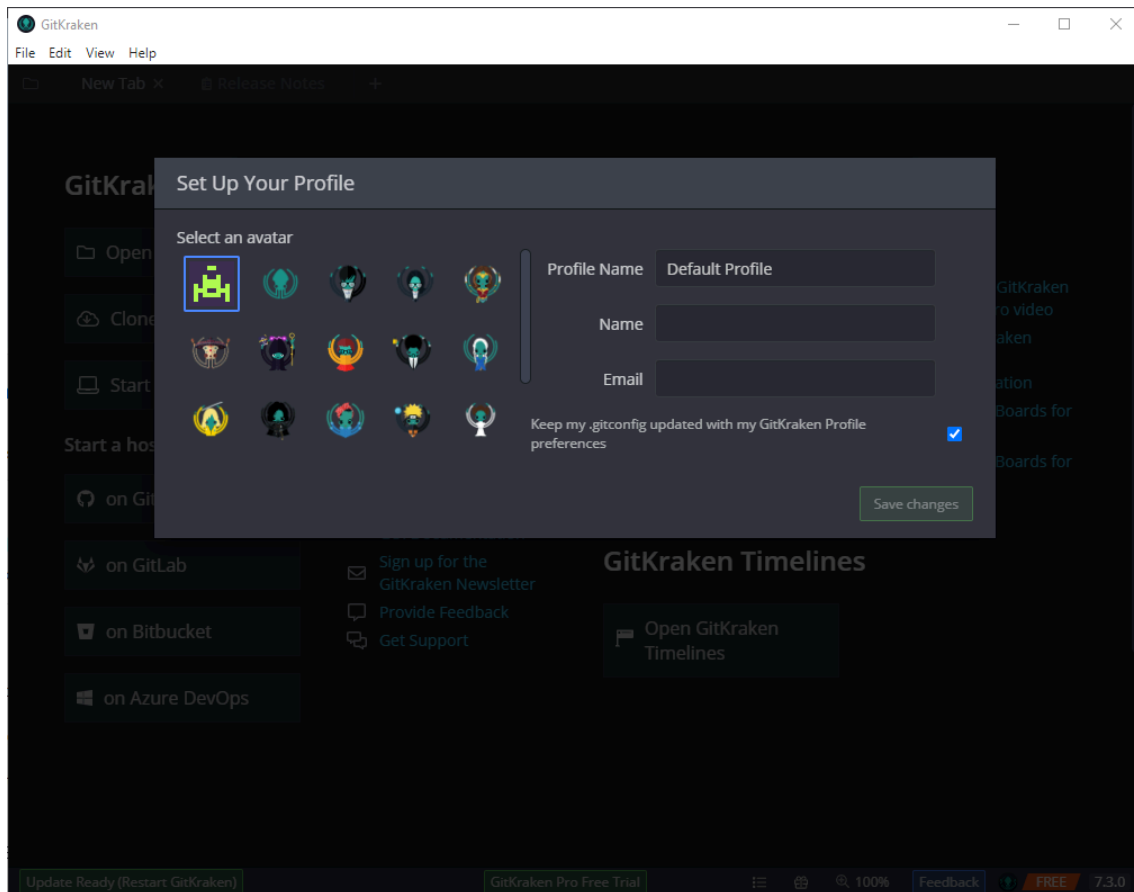 GitKraken
File Edit View Help
New Tab
Release Notes
GitKrak
Set Up Your Profile
Select an avatar
Profile Name
Default Profile
Name
Email
Keep my .gitconfig updated with my GitKraken Profile
preferences
Save changes
Open
Clone
Start
Start a hos
on Git
on GitLab
on Bitbucket
on Azure DevOps
Sign up for the
GitKraken Newsletter
Provide Feedback
Get Support
GitKraken
ro video
aken
ation
Boards for
Boards for
GitKraken Timelines
Open GitKraken
Timelines
Update Ready (Restart GitKraken)
GitKraken Pro Free Trial
100%
Feedback
FREE
7.3.0